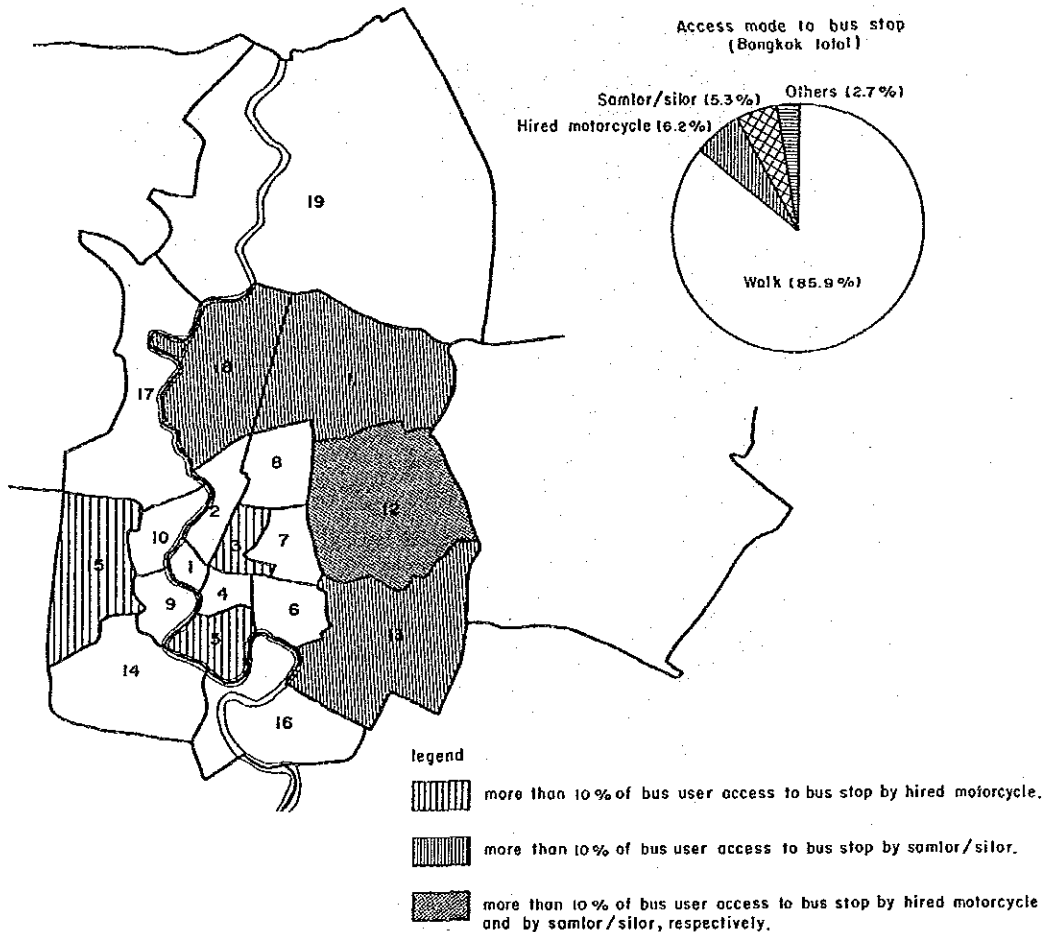 Access mode to bus stop
(Bangkok total)
Samlor/silor (5.3%)
Others (2.7%)
Hired motorcycle (6.2%)
Walk (85.9%)
19
18
11
17
8
2
12
10
3
7
15
1
4
9
6
5
13
14
16
legend
more than 10% of bus user access to bus stop by hired motorcycle.
more than 10% of bus user access to bus stop by samlor/silor.
more than 10% of bus user access to bus stop by hired motorcycle
and by samlor/silor, respectively.